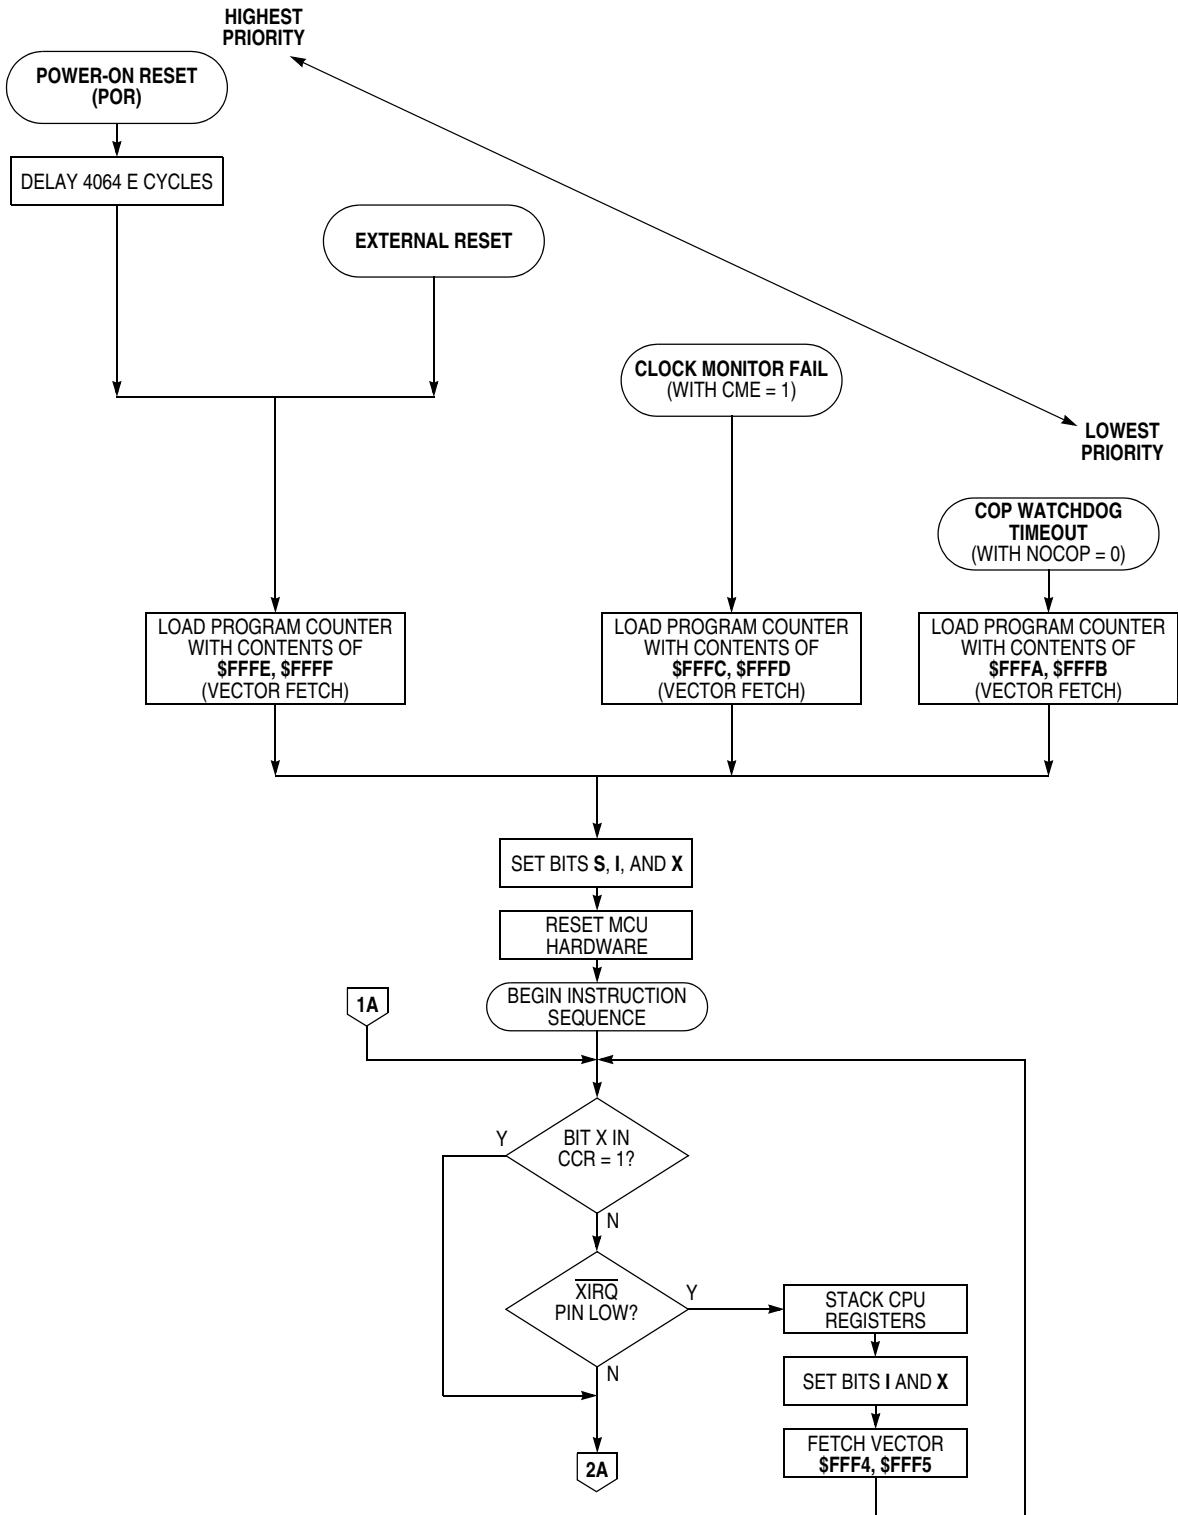 HIGHEST
PRIORITY
POWER-ON RESET
(POR)
DELAY 4064 E CYCLES
EXTERNAL RESET
CLOCK MONITOR FAIL
(WITH CME = 1)
LOWEST
PRIORITY
COP WATCHDOG
TIMEOUT
(WITH NOCOP = 0)
LOAD PROGRAM COUNTER
WITH CONTENTS OF
$FFFE, $FFFF
(VECTOR FETCH)
LOAD PROGRAM COUNTER
WITH CONTENTS OF
$FFFC, $FFFD
(VECTOR FETCH)
LOAD PROGRAM COUNTER
WITH CONTENTS OF
$FFFA, $FFFB
(VECTOR FETCH)
SET BITS S, I, AND X
RESET MCU
HARDWARE
BEGIN INSTRUCTION
SEQUENCE
1A
BIT X IN
CCR = 1?
Y
N
XIRQ
PIN LOW?
Y
N
STACK CPU
REGISTERS
SET BITS I AND X
FETCH VECTOR
$FFF4, $FFF5
2A